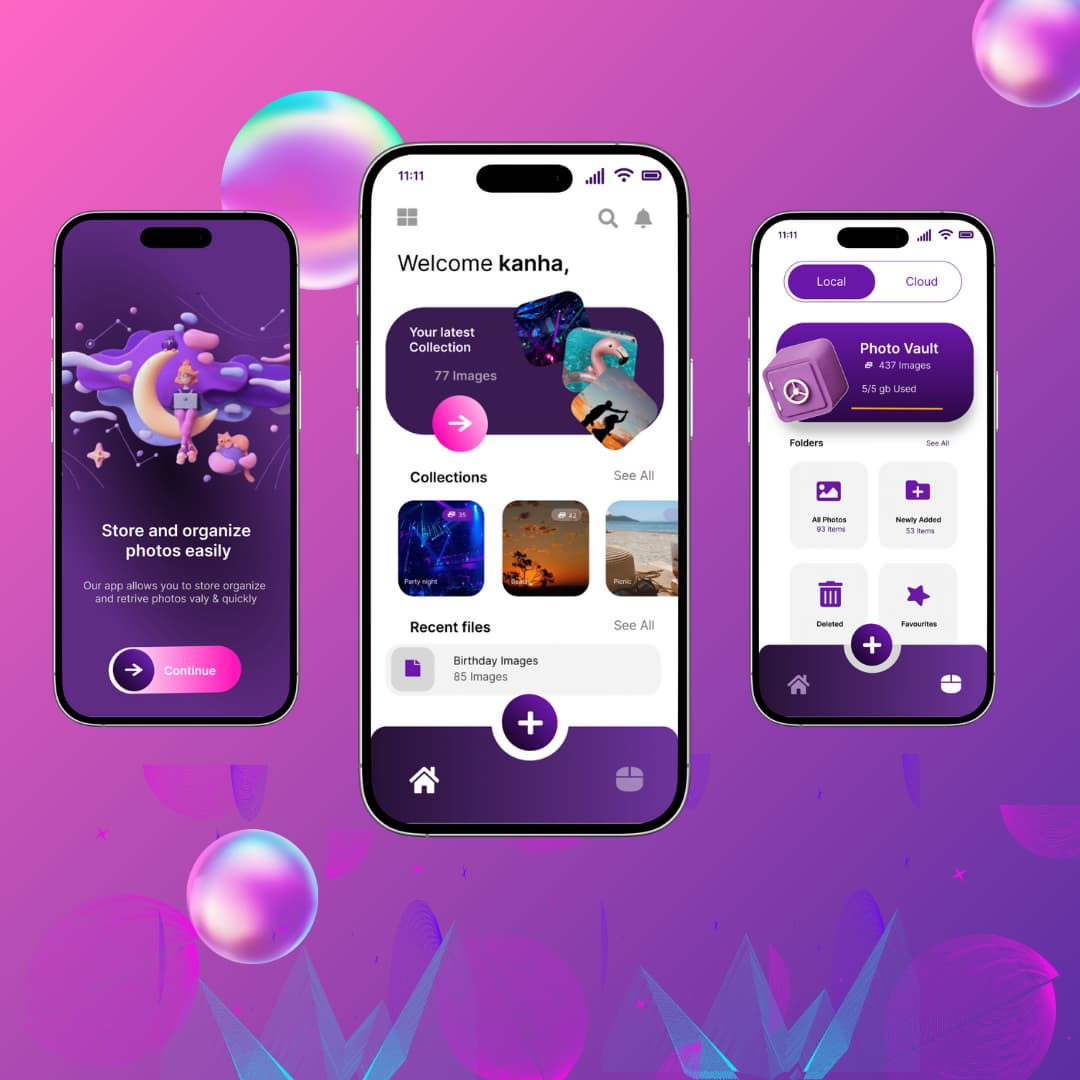 Store and organize
photos easily
Our app allows you to store organize
and retrive photos valy & quickly
Continue
11:11
Welcome kanha,
Your latest
Collection
77 Images
Collections
See All
35
42
Party night
Beach
Picnic
Recent files
See All
Birthday Images
85 Images
11:11
Local
Cloud
Photo Vault
437 Images
5/5 gb Used
Folders
See All
All Photos
93 items
Newly Added
53 items
Deleted
Favourites